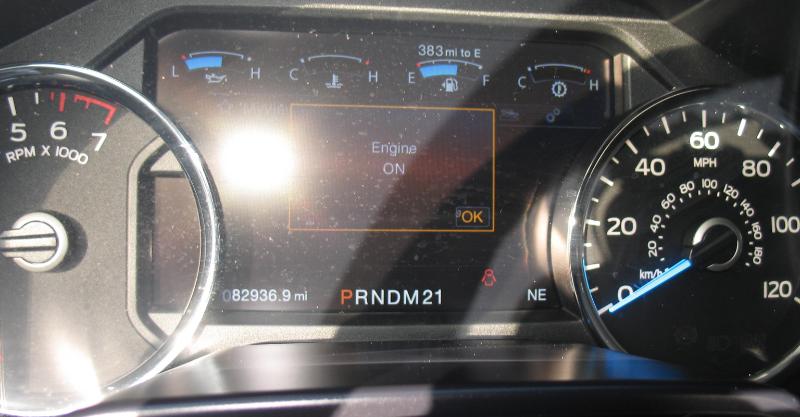 383 mi to E
L H C H E F C H
Engine
ON
OK
082936.9 mi
PRNDM21
NE
5 6 7
RPM X 1000
0 20 40 60 80 100 120
MPH
20 40 60 80 100 120 140 160 180
km/h